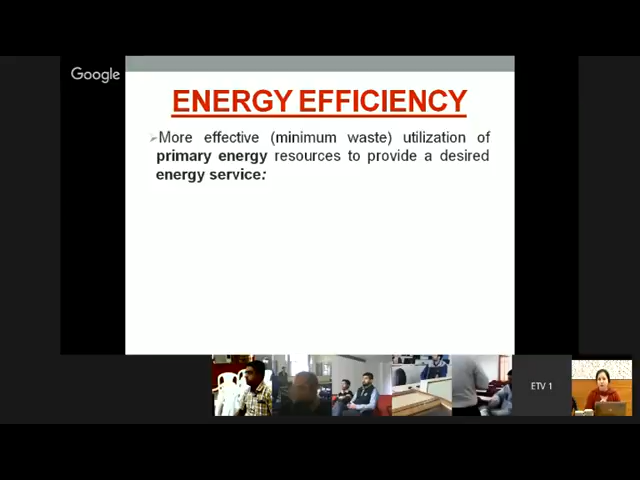 Google
ENERGY EFFICIENCY
➢More effective (minimum waste) utilization of
primary energy resources to provide a desired
energy service:
ETV 1